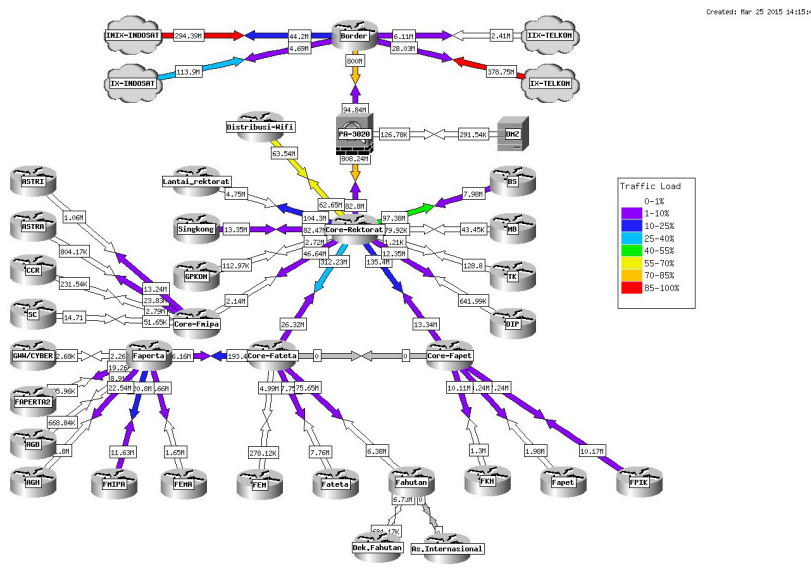 Created: Mar 25 2015 14:15:4
INIX-INDOSAT
294.39M
44.2M
Border
6.11M
2.41M
IIX-TELKOM
4.69M
28.03M
IX-INDOSAT
113.9M
800M
378.75M
IX-TELKOM
94.84M
Distribusi-Wifi
PA-3020
126.78K
291.54K
DMZ
63.54M
808.24M
ASTRI
Lantai_rektorat
BS
Traffic Load
4.75M
7.98M
0-1%
62.65M
82.8M
1-10%
1.06M
104.3M
97.38M
10-25%
ASTRA
Singkong
13.35M
82.47M
Core-Rektorat
79.92K
43.45K
MB
25-40%
2.72M
1.21K
40-55%
804.17K
46.64M
12.35M
55-70%
GPKOM
112.97K
312.23M
135.4M
128.8
TK
70-85%
CCR
231.54K
13.24M
85-100%
23.83M
2.14M
641.99K
2.79M
SC
14.71
51.65K
Core-Fmipa
26.32M
13.34M
DIP
GWW/CYBER
2.68K
2.26
Faperta
6.16M
193.4
Core-Fateta
0
0
Core-Fapet
19.26
8.9
FAPERTA2
5.96K
22.54M
20.8M
.66M
4.99M
7.75
75.65M
10.11M
.24M
.24M
668.84K
AGB
1.8M
11.63M
1.65M
278.12K
7.76M
6.38M
1.3M
1.98M
10.17M
AGH
FMIPA
FEMA
FEM
Fateta
Fahutan
FKH
Fapet
FPIK
6.73M
0
684.17K
0
Dek.Fahutan
As.Internasional